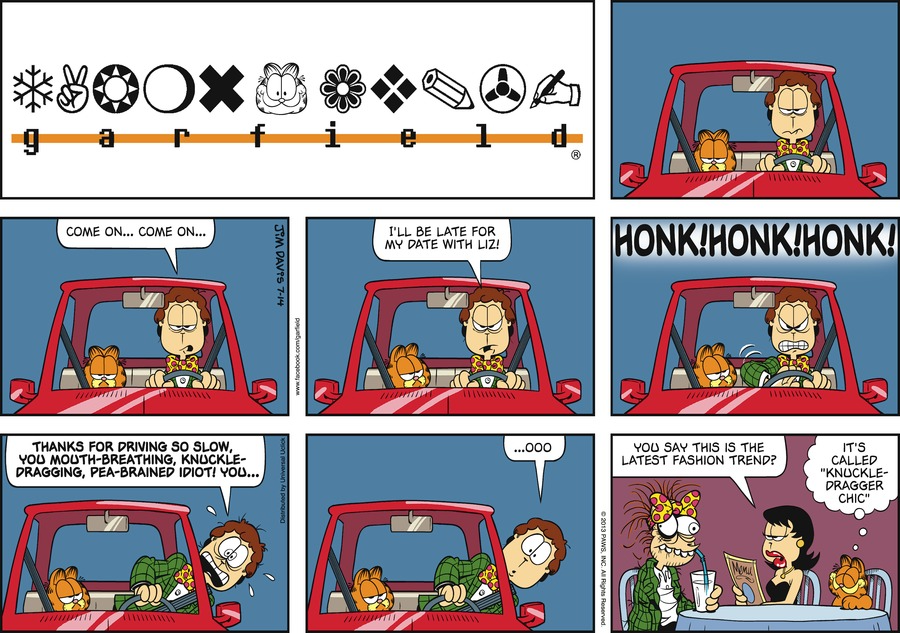 garfield
®
COME ON... COME ON...
JIM DAVIS 7-14
I'LL BE LATE FOR
MY DATE WITH LIZ!
www.facebook.com/garfield
HONK!HONK!HONK!
THANKS FOR DRIVING SO SLOW,
YOU MOUTH-BREATHING, KNUCKLE-
DRAGGING, PEA-BRAINED IDIOT! YOU...
Distributed by Universal Uclick
...OOO
© 2013 PAWS, INC. All Rights Reserved.
YOU SAY THIS IS THE
LATEST FASHION TREND?
IT'S
CALLED
"KNUCKLE-
DRAGGER
CHIC"
Menu